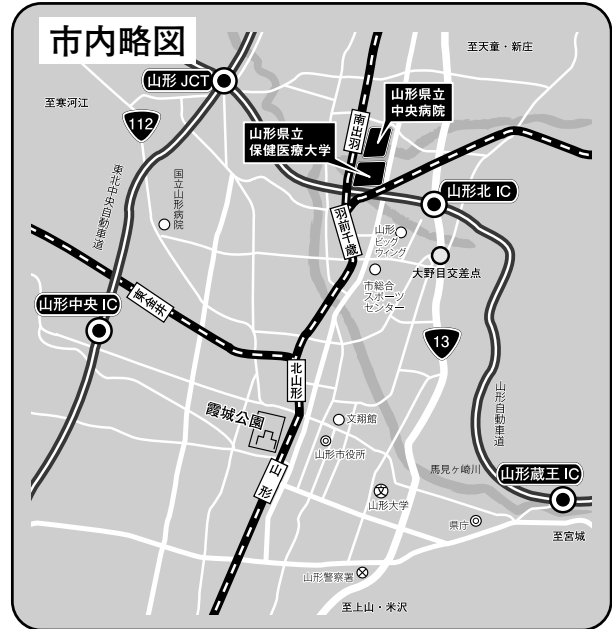 市内略図
至天童・新庄
山形 JCT
至寒河江
112
南出羽
山形県立
中央病院
山形県立
保健医療大学
東北中央自動車道
国立山形病院
山形北 IC
羽前千歳
山形
ビッグ
ウィング
大野目交差点
市総合
スポーツ
センター
山形中央 IC
東金井
13
北山形
山形自動車道
霞城公園
文翔館
山形市役所
馬見ヶ崎川
山形蔵王 IC
山形
山形大学
県庁
至宮城
山形警察署
至上山・米沢